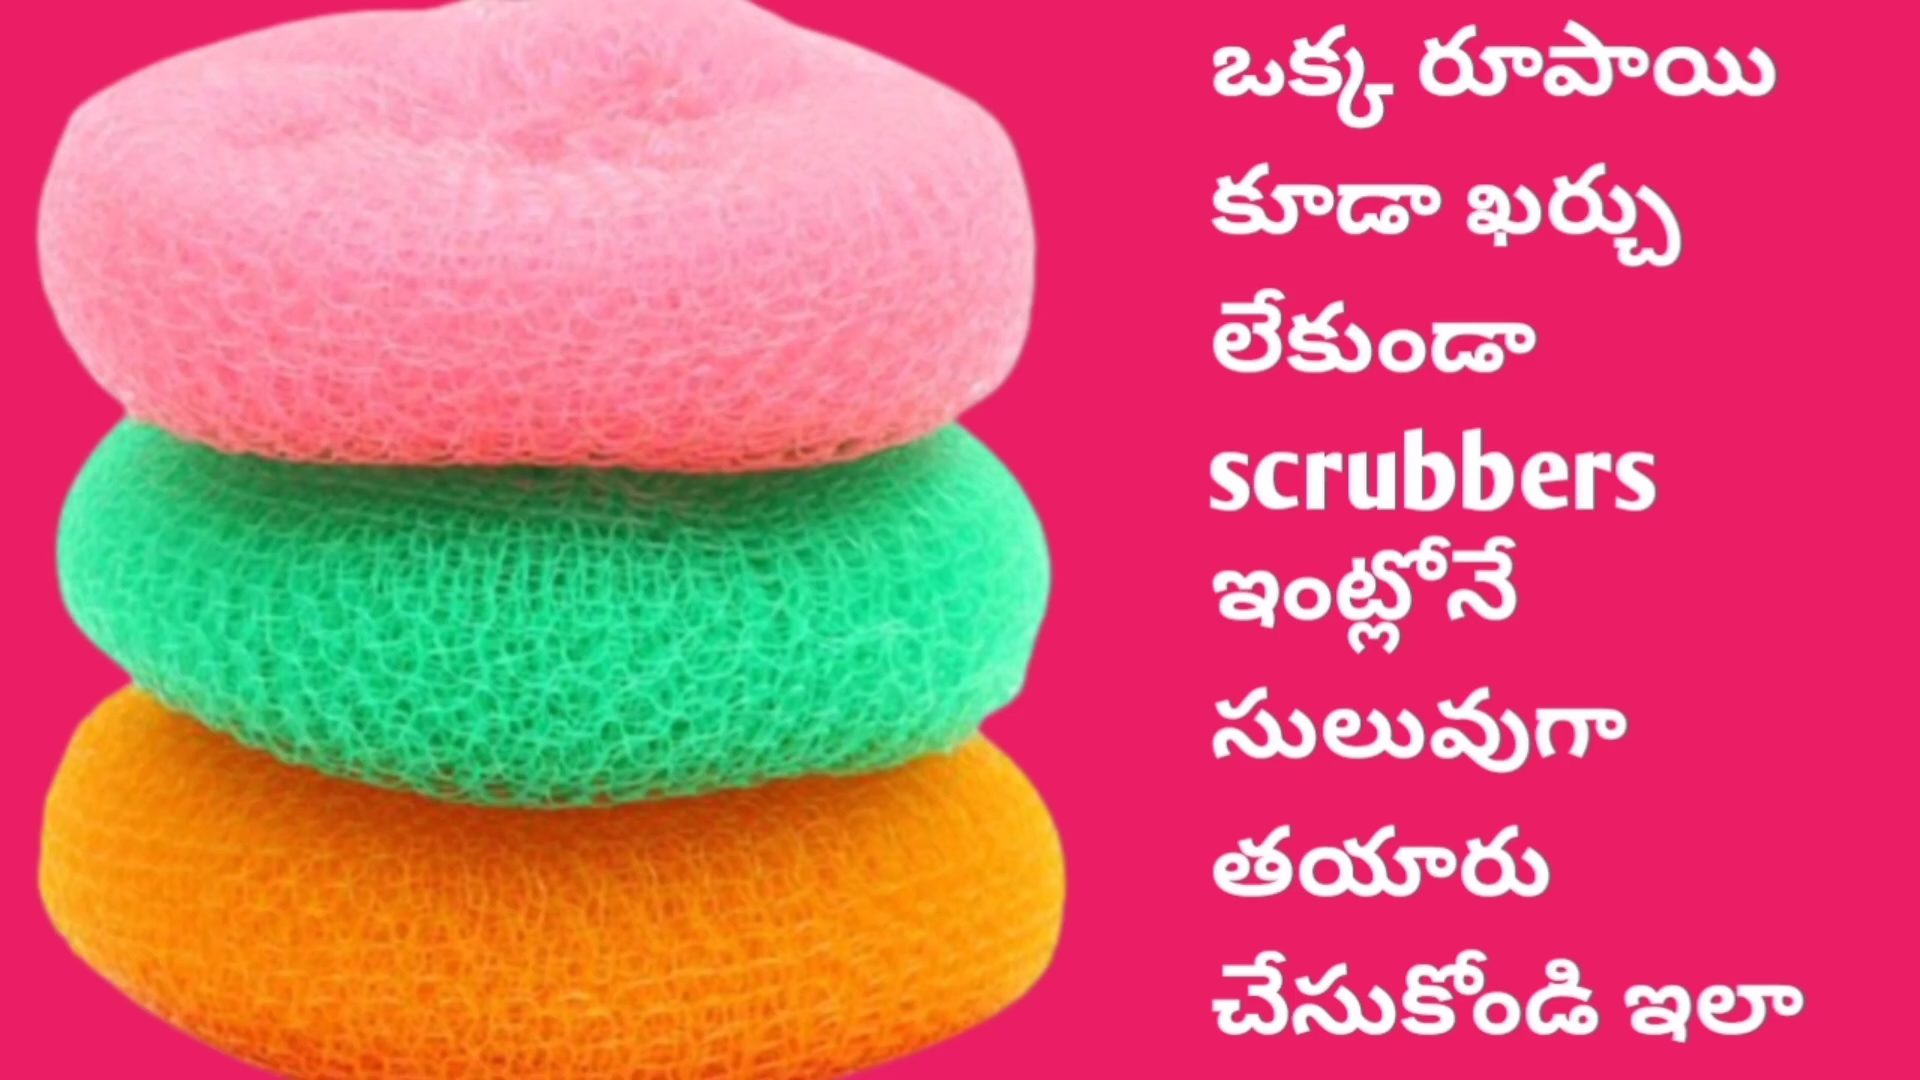 ఒక్క రూపాయి
కూడా ఖర్చు
లేకుండా
scrubbers
ఇంట్లోనే
సులువుగా
తయారు
చేసుకోండి ఇలా